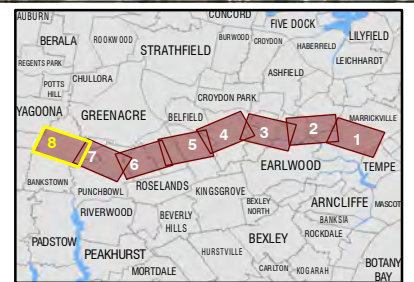 AUBURN
CONCORD
FIVE DOCK
BERALA
ROOKWOOD
STRATHFIELD
BURWOOD
CROYDON
HABERFIELD
LILYFIELD
REGENTS PARK
LEICHHARDT
CHULLORA
ASHFIELD
POTTS
HILL
CROYDON PARK
YAGOONA
GREENACRE
BELFIELD
MARRICKVILLE
8
7
6
5
4
3
2
1
EARLWOOD
TEMPE
BANKSTOWN
PUNCHBOWL
ROSELANDS
KINGSGROVE
BEXLEY
NORTH
ARNCLIFFE
MASCOT
RIVERWOOD
BEVERLY
HILLS
BANKSIA
ROCKDALE
PADSTOW
PEAKHURST
HURSTVILLE
BEXLEY
BOTANY
BAY
MORTDALE
CARLTON
KOGARAH